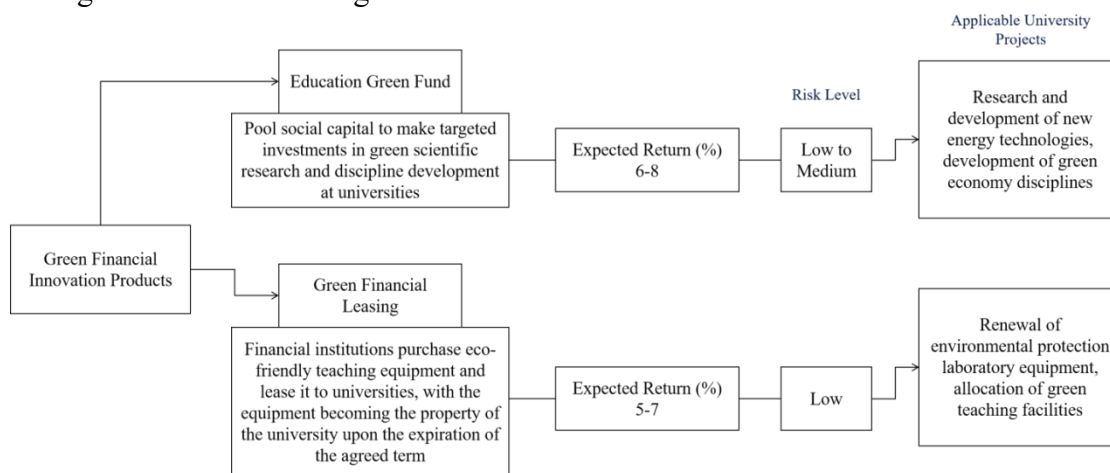 Applicable University
Projects
Education Green Fund
Risk Level
Pool social capital to make targeted
investments in green scientific
research and discipline development
at universities
Expected Return (%)
6-8
Low to
Medium
Research and
development of new
energy technologies,
development of green
economy disciplines
Green Financial
Innovation Products
Green Financial
Leasing
Financial institutions purchase eco-
friendly teaching equipment and
lease it to universities, with the
equipment becoming the property of
the university upon the expiration of
the agreed term
Expected Return (%)
5-7
Low
Renewal of
environmental protection
laboratory equipment,
allocation of green
teaching facilities